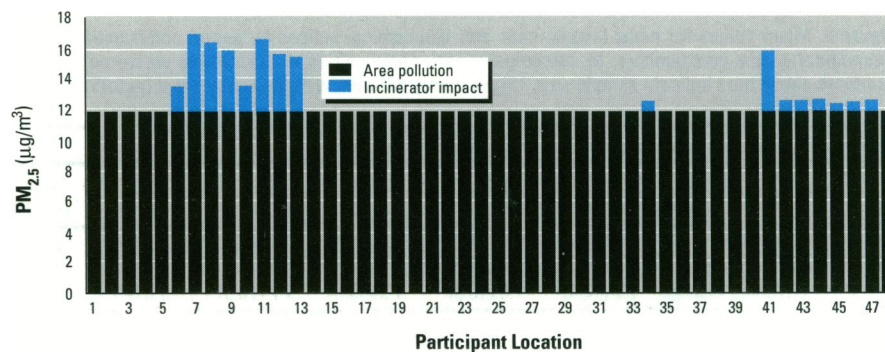 18
16
14
12
10
8
6
4
2
0
PM2.5 (μg/m3)
Area pollution
Incinerator impact
1 3 5 7 9 11 13 15 17 19 21 23 25 27 29 31 33 35 37 39 41 43 45 47
Participant Location